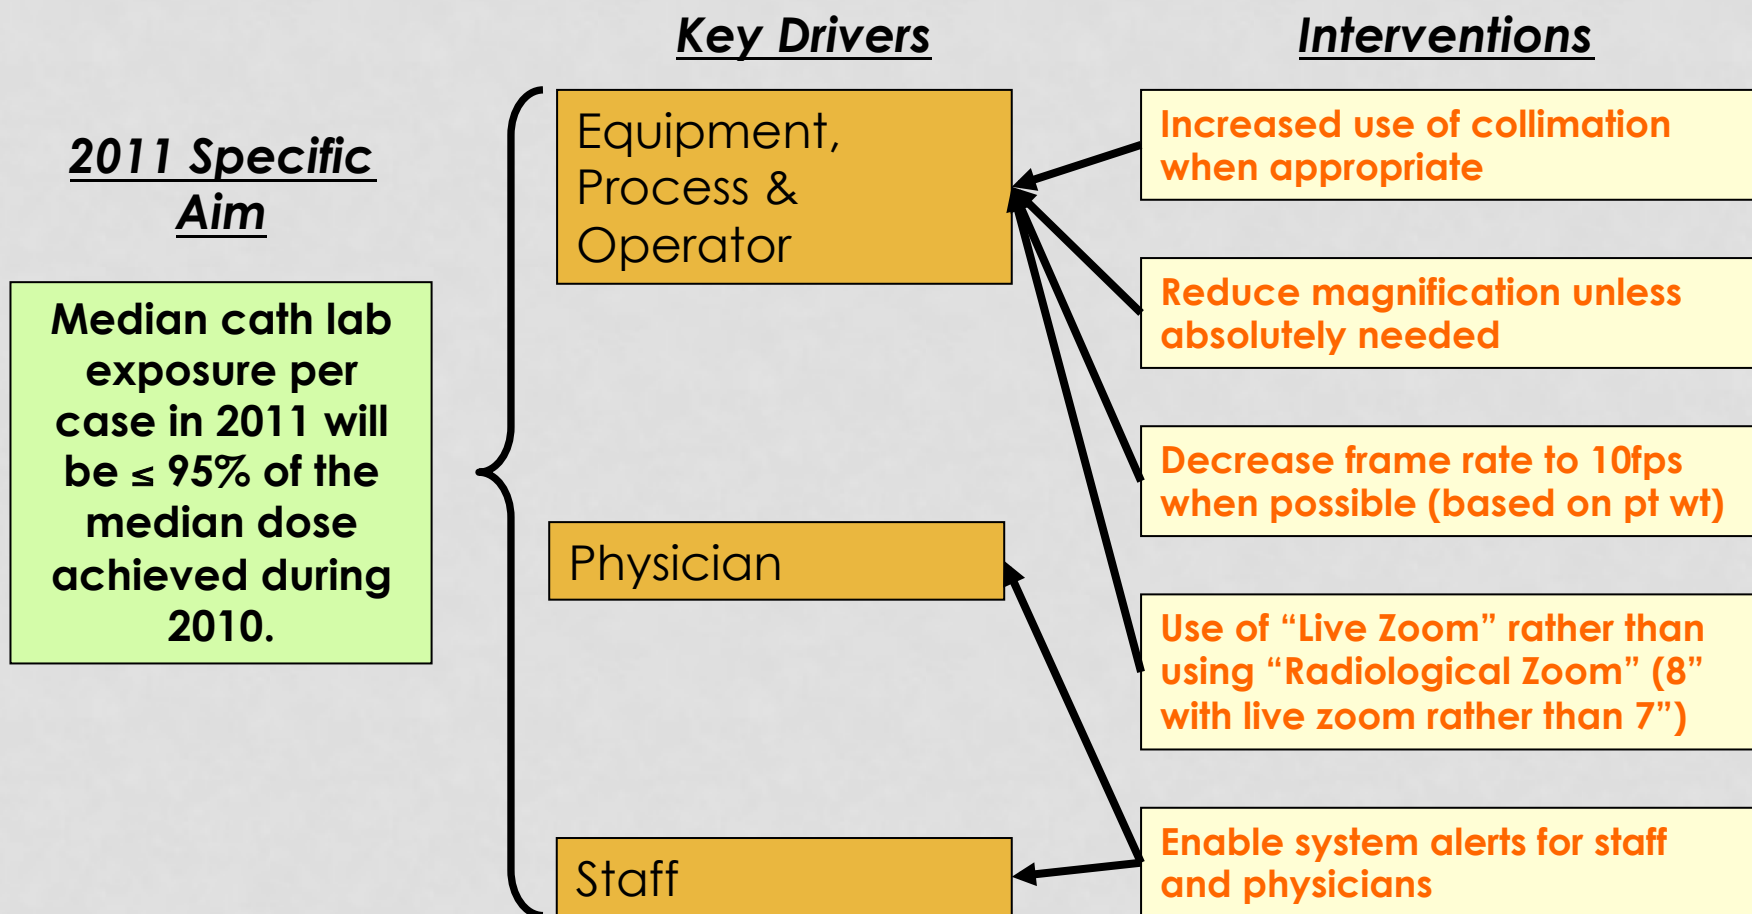 Key Drivers
Interventions
2011 Specific
Aim
Median cath lab
exposure per
case in 2011 will
be ≤ 95% of the
median dose
achieved during
2010.
Equipment,
Process &
Operator
Physician
Staff
Increased use of collimation
when appropriate
Reduce magnification unless
absolutely needed
Decrease frame rate to 10fps
when possible (based on pt wt)
Use of “Live Zoom” rather than
using “Radiological Zoom” (8”
with live zoom rather than 7”)
Enable system alerts for staff
and physicians